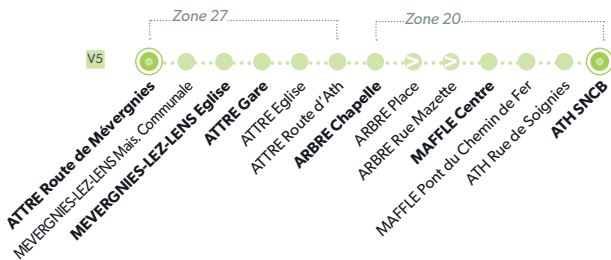 Zone 27
Zone 20
V5
ATTRE Route de Mévergnies
MEVERGNIES-LEZ-LENS Mais. Communale
MEVERGNIES-LEZ-LENS Eglise
ATTRE Gare
ATTRE Eglise
ATTRE Route d'Ath
ARBRE Chapelle
ARBRE Place
ARBRE Rue Mazette
MAFFLE Centre
MAFFLE Pont du Chemin de Fer
ATH Rue de Soignies
ATH SNCB